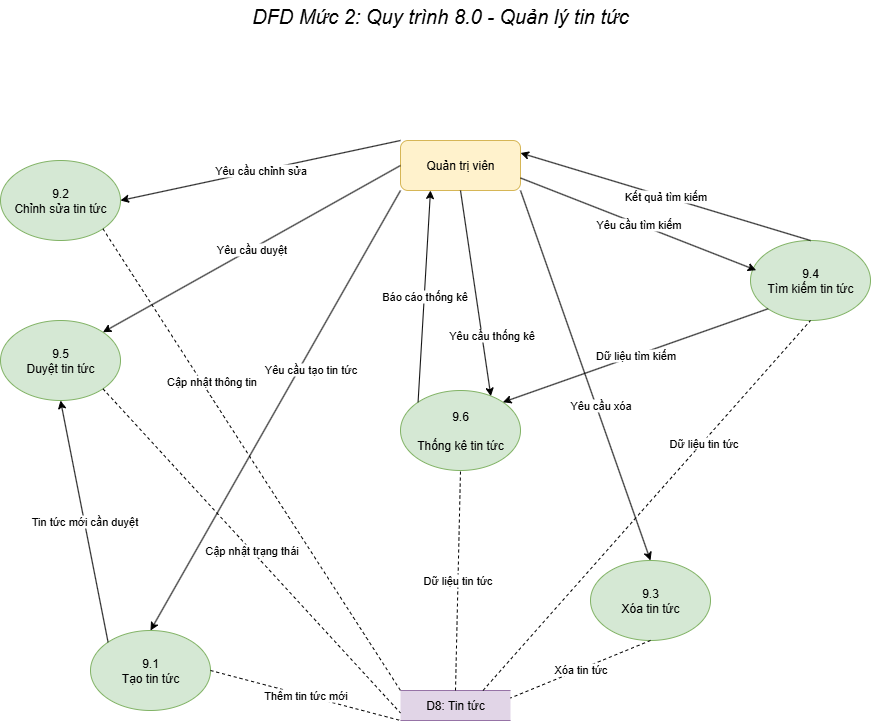 DFD Mức 2: Quy trình 8.0 - Quản lý tin tức
Quản trị viên
Yêu cầu chỉnh sửa
9.2
Chỉnh sửa tin tức
Kết quả tìm kiếm
Yêu cầu tìm kiếm
Yêu cầu duyệt
9.4
Tìm kiếm tin tức
Báo cáo thống kê
Yêu cầu thống kê
9.5
Duyệt tin tức
Dữ liệu tìm kiếm
Yêu cầu tạo tin tức
Cập nhật thông tin
Yêu cầu xóa
9.6
Thống kê tin tức
Dữ liệu tin tức
Tin tức mới cần duyệt
Cập nhật trạng thái
Dữ liệu tin tức
9.3
Xóa tin tức
9.1
Tạo tin tức
Xóa tin tức
Thêm tin tức mới
D8: Tin tức